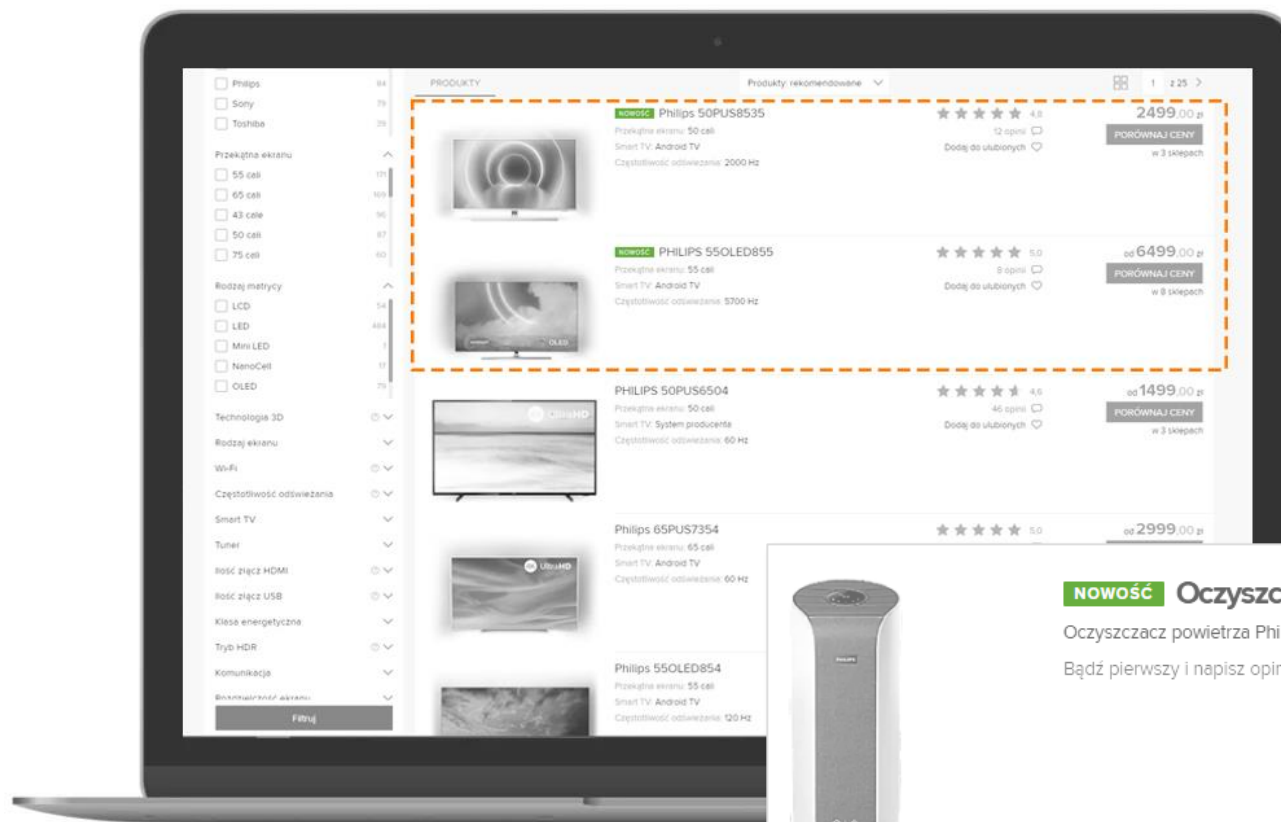 Philips 84
Sony 79
Toshiba 29
Przekątna ekranu
55 cali 171
65 cali 169
43 cale 96
50 cali 87
75 cali 60
Rodzaj matrycy
LCD 54
LED 484
Mini LED 1
NanoCell 17
OLED 79
Technologia 3D
Rodzaj ekranu
Wi-Fi
Częstotliwość odświeżania
Smart TV
Tuner
Ilość złącz HDMI
Ilość złącz USB
Klasa energetyczna
Tryb HDR
Komunikacja
Rozdzielczość ekranu
Filtruj
PRODUKTY Produkty: rekomendowane 1 z 25
NOWOŚĆ Philips 50PUS8535 4,8 2499,00 zł
Przekątna ekranu: 50 cali 12 opinii PORÓWNAJ CENY
Smart TV: Android TV Dodaj do ulubionych w 3 sklepach
Częstotliwość odświeżania: 2000 Hz
NOWOŚĆ PHILIPS 55OLED855 5,0 od 6499,00 zł
Przekątna ekranu: 55 cali 8 opinii PORÓWNAJ CENY
Smart TV: Android TV Dodaj do ulubionych w 8 sklepach
Częstotliwość odświeżania: 5700 Hz
OLED
PHILIPS 50PUS6504 4,6 od 1499,00 zł
Przekątna ekranu: 50 cali 46 opinii PORÓWNAJ CENY
Smart TV: System producenta Dodaj do ulubionych w 3 sklepach
Częstotliwość odświeżania: 60 Hz
UltraHD
Philips 65PUS7354 5,0 od 2999,00 zł
Przekątna ekranu: 65 cali
Smart TV: Android TV
Częstotliwość odświeżania: 60 Hz
UltraHD
Philips 55OLED854
Przekątna ekranu: 55 cali
Smart TV: Android TV
Częstotliwość odświeżania: 120 Hz
NOWOŚĆ Oczyszc
Oczyszczacz powietrza Phi
Bądź pierwszy i napisz opin
PHILIPS